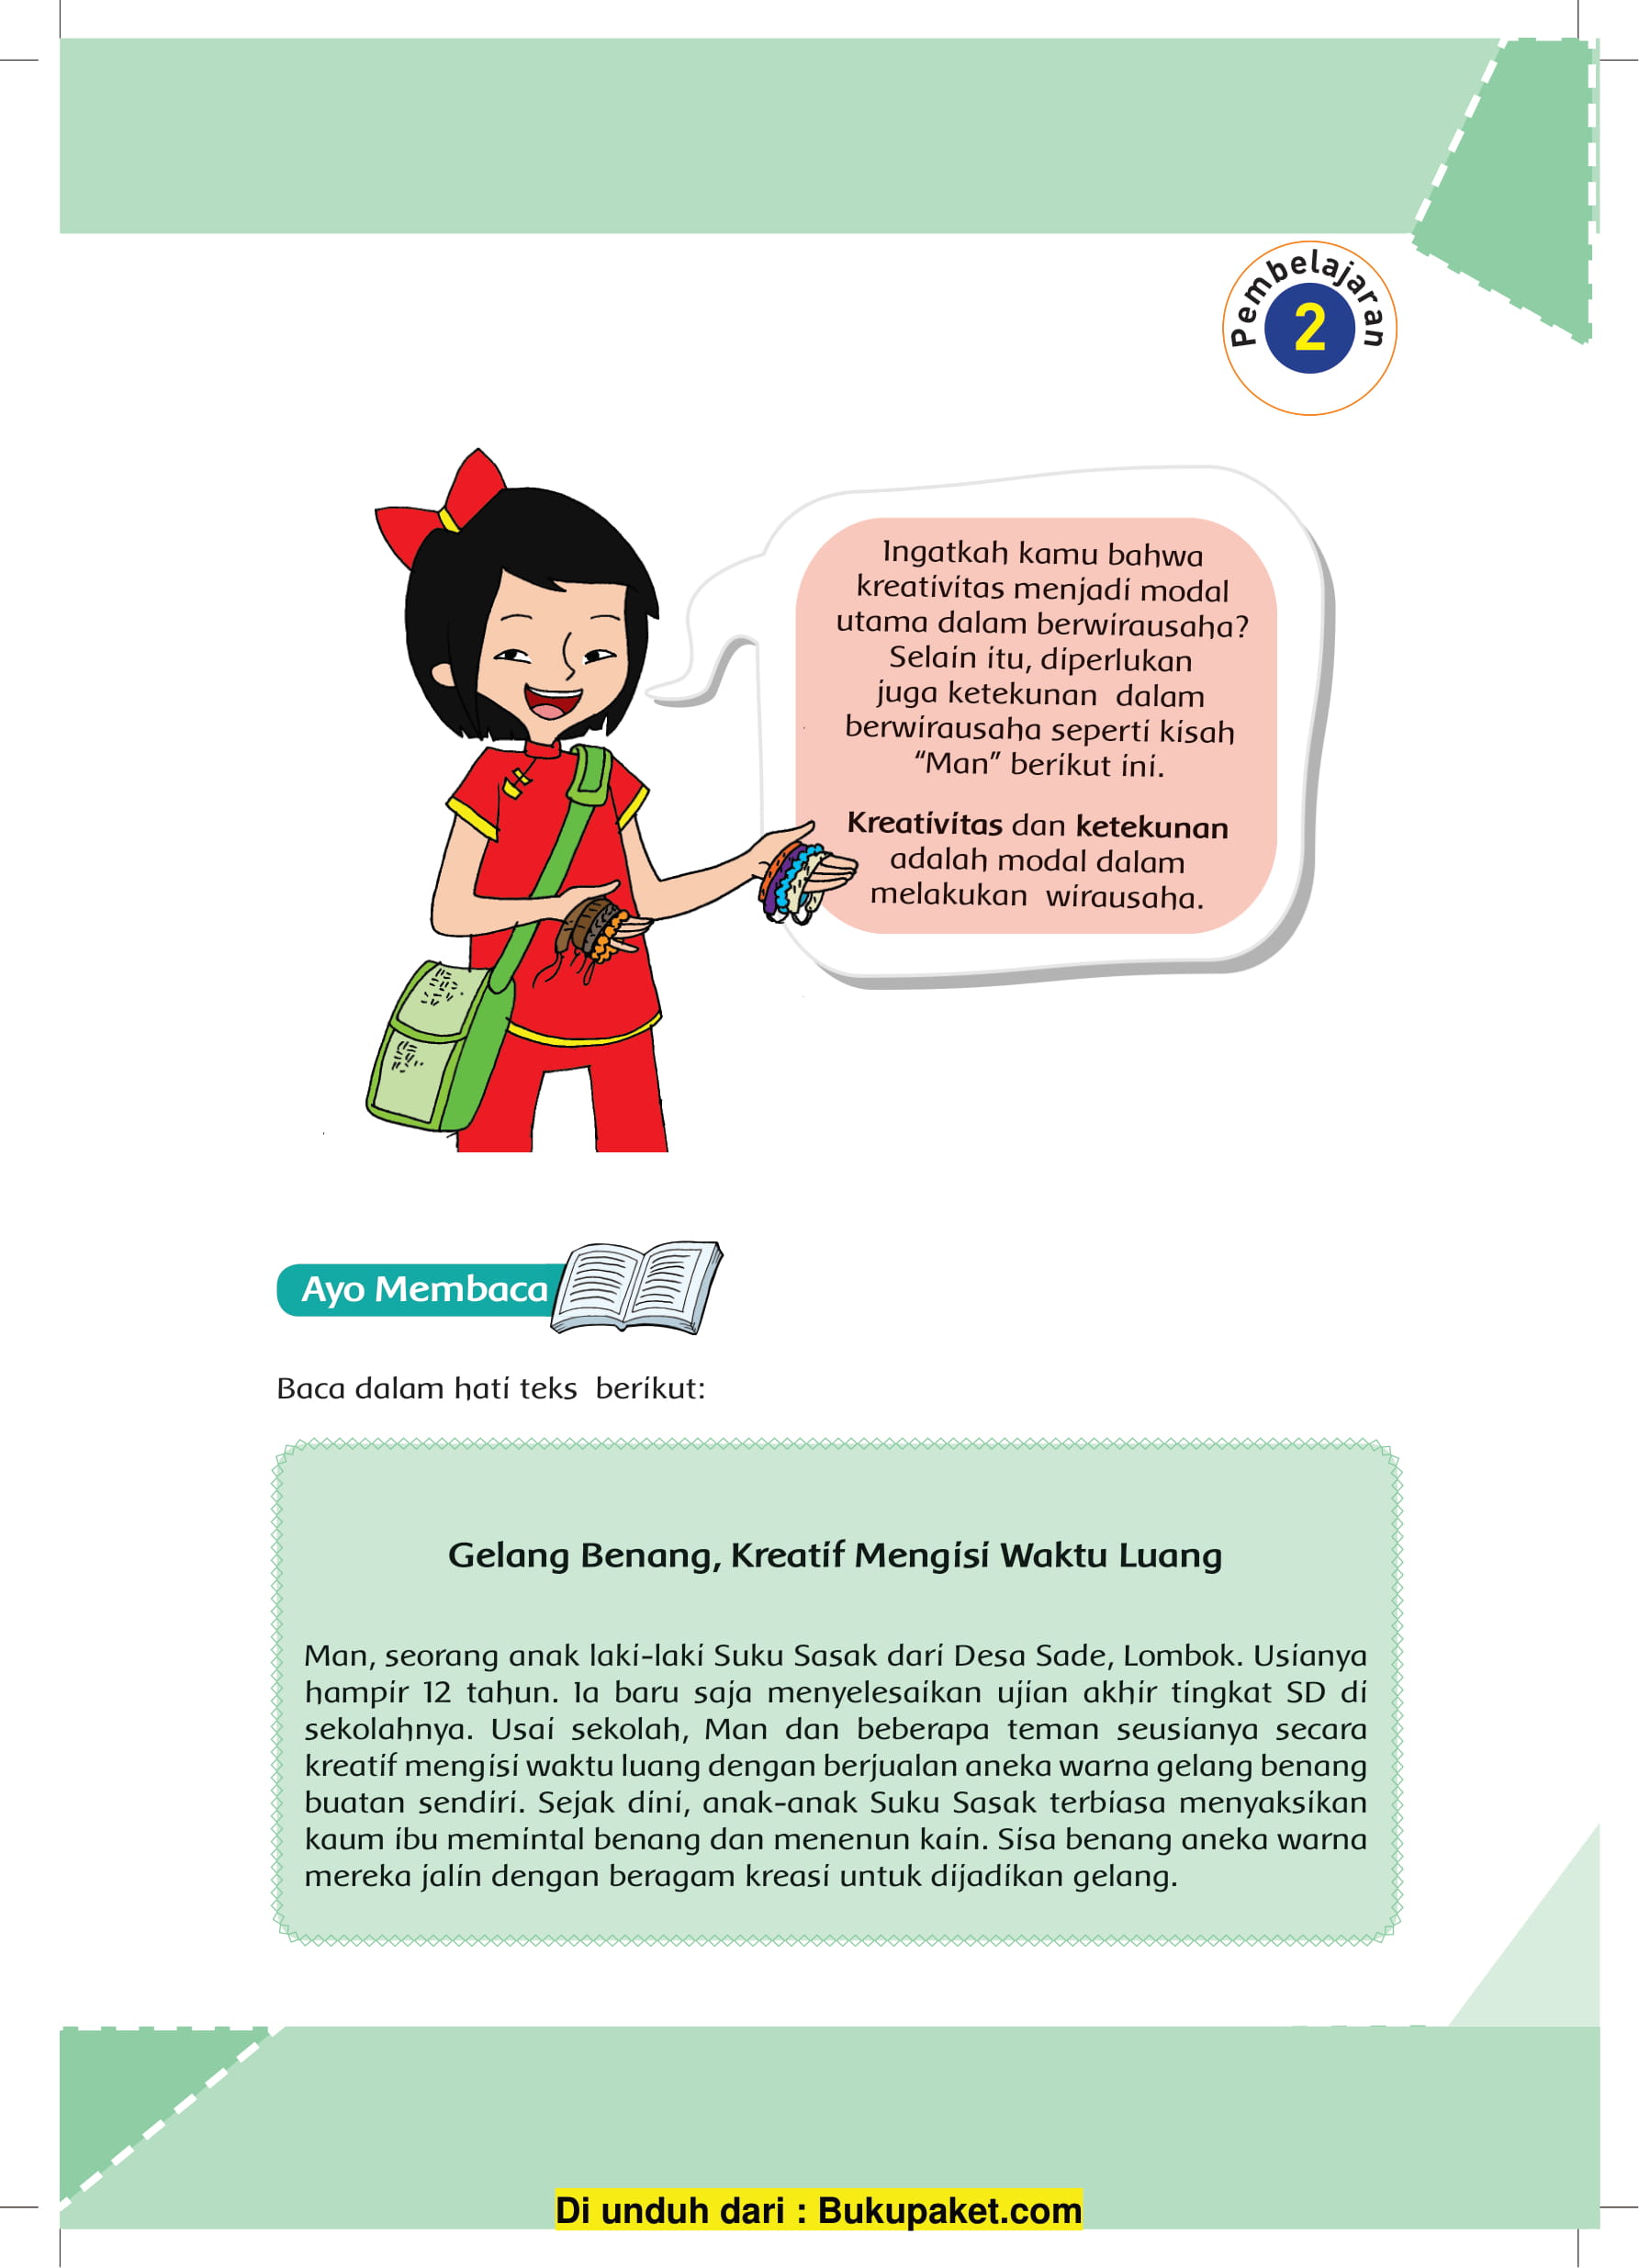 Pembelajaran
2
Ingatkah kamu bahwa
kreativitas menjadi modal
utama dalam berwirausaha?
Selain itu, diperlukan
juga ketekunan dalam
berwirausaha seperti kisah
“Man” berikut ini.
Kreativitas dan ketekunan
adalah modal dalam
melakukan wirausaha.
Ayo Membaca
Baca dalam hati teks berikut:
Gelang Benang, Kreatif Mengisi Waktu Luang
Man, seorang anak laki-laki Suku Sasak dari Desa Sade, Lombok. Usianya
hampir 12 tahun. Ia baru saja menyelesaikan ujian akhir tingkat SD di
sekolahnya. Usai sekolah, Man dan beberapa teman seusianya secara
kreatif mengisi waktu luang dengan berjualan aneka warna gelang benang
buatan sendiri. Sejak dini, anak-anak Suku Sasak terbiasa menyaksikan
kaum ibu memintal benang dan menenun kain. Sisa benang aneka warna
mereka jalin dengan beragam kreasi untuk dijadikan gelang.
Di unduh dari : Bukupaket.com